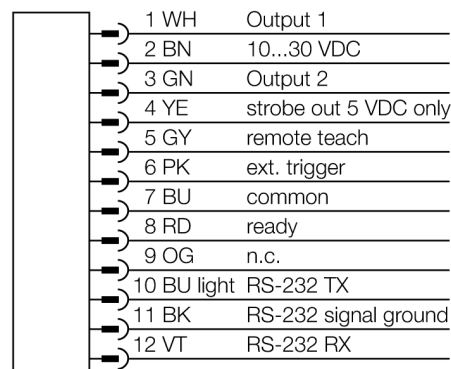 1 WH Output 1
2 BN 10...30 VDC
3 GN Output 2
4 YE strobe out 5 VDC only
5 GY remote teach
6 PK ext. trigger
7 BU common
8 RD ready
9 OG n.c.
10 BU light RS-232 TX
11 BK RS-232 signal ground
12 VT RS-232 RX